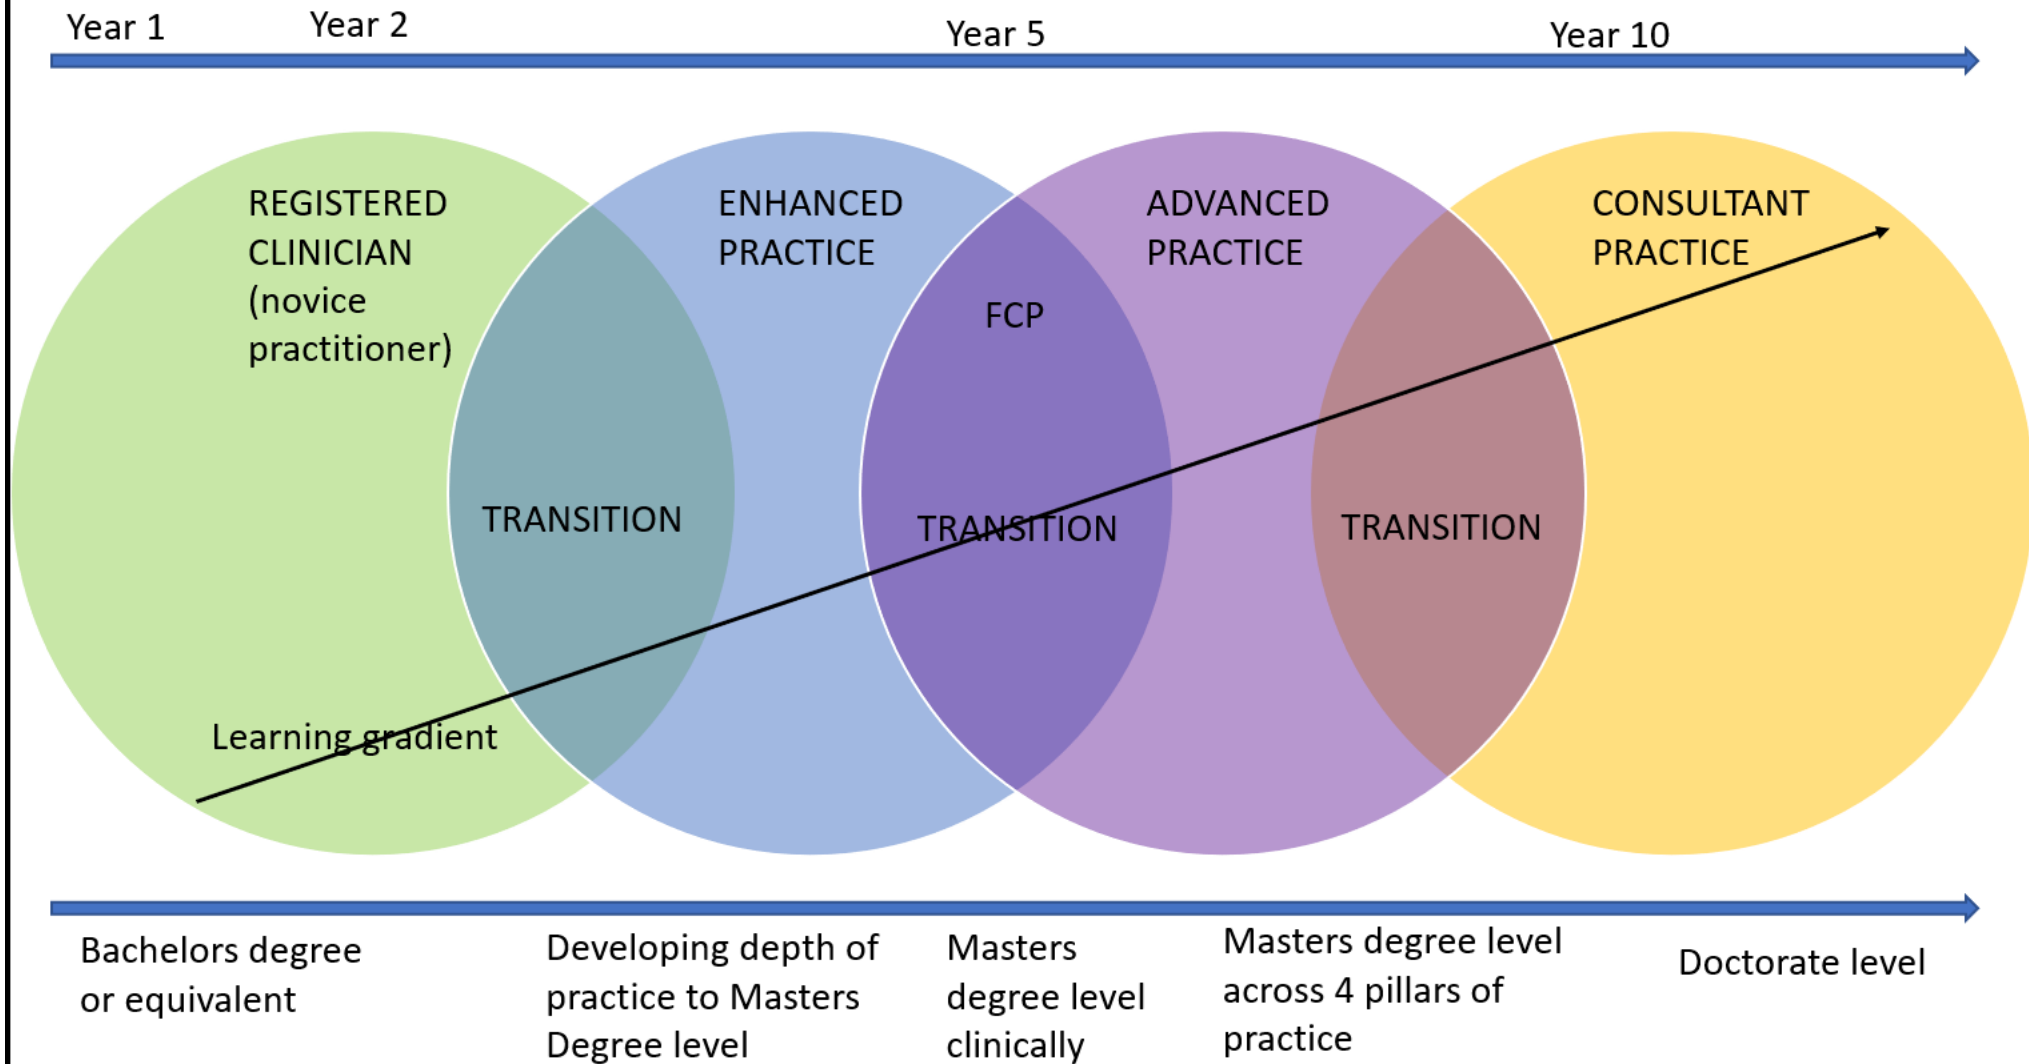 Year 1
Year 2
Year 5
Year 10
REGISTERED
CLINICIAN
(novice
practitioner)
ENHANCED
PRACTICE
FCP
ADVANCED
PRACTICE
CONSULTANT
PRACTICE
TRANSITION
TRANSITION
TRANSITION
Learning gradient
Bachelors degree
or equivalent
Developing depth of
practice to Masters
Degree level
Masters
degree level
clinically
Masters degree level
across 4 pillars of
practice
Doctorate level